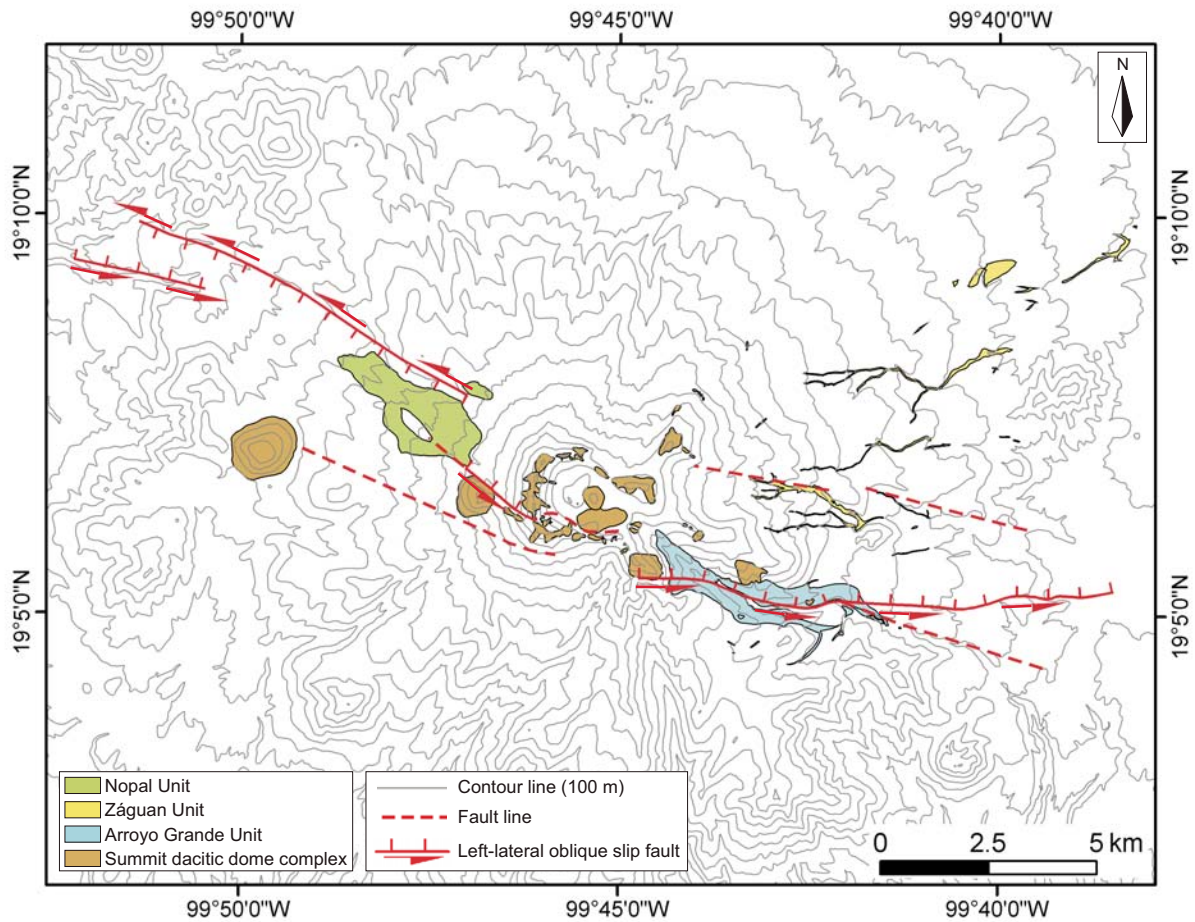 99°50'0"W 99°45'0"W 99°40'0"W
N
19°10'0"N 19°10'0"N
19°5'0"N 19°5'0"N
Nopal Unit
Záguan Unit
Arroyo Grande Unit
Summit dacitic dome complex
Contour line (100 m)
Fault line
Left-lateral oblique slip fault
0 2.5 5 km
99°50'0"W 99°45'0"W 99°40'0"W